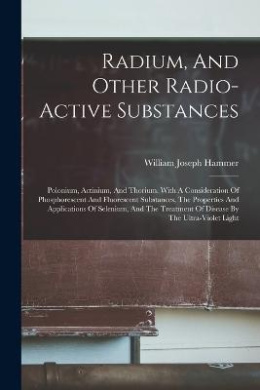 Radium, And Other Radio-
Active Substances
William Joseph Hammer
Polonium, Actinium, And Thorium. With A Consideration Of
Phosphorescent And Fluorescent Substances, The Properties And
Applications Of Selenium, And The Treatment Of Disease By
The Ultra-Violet Light